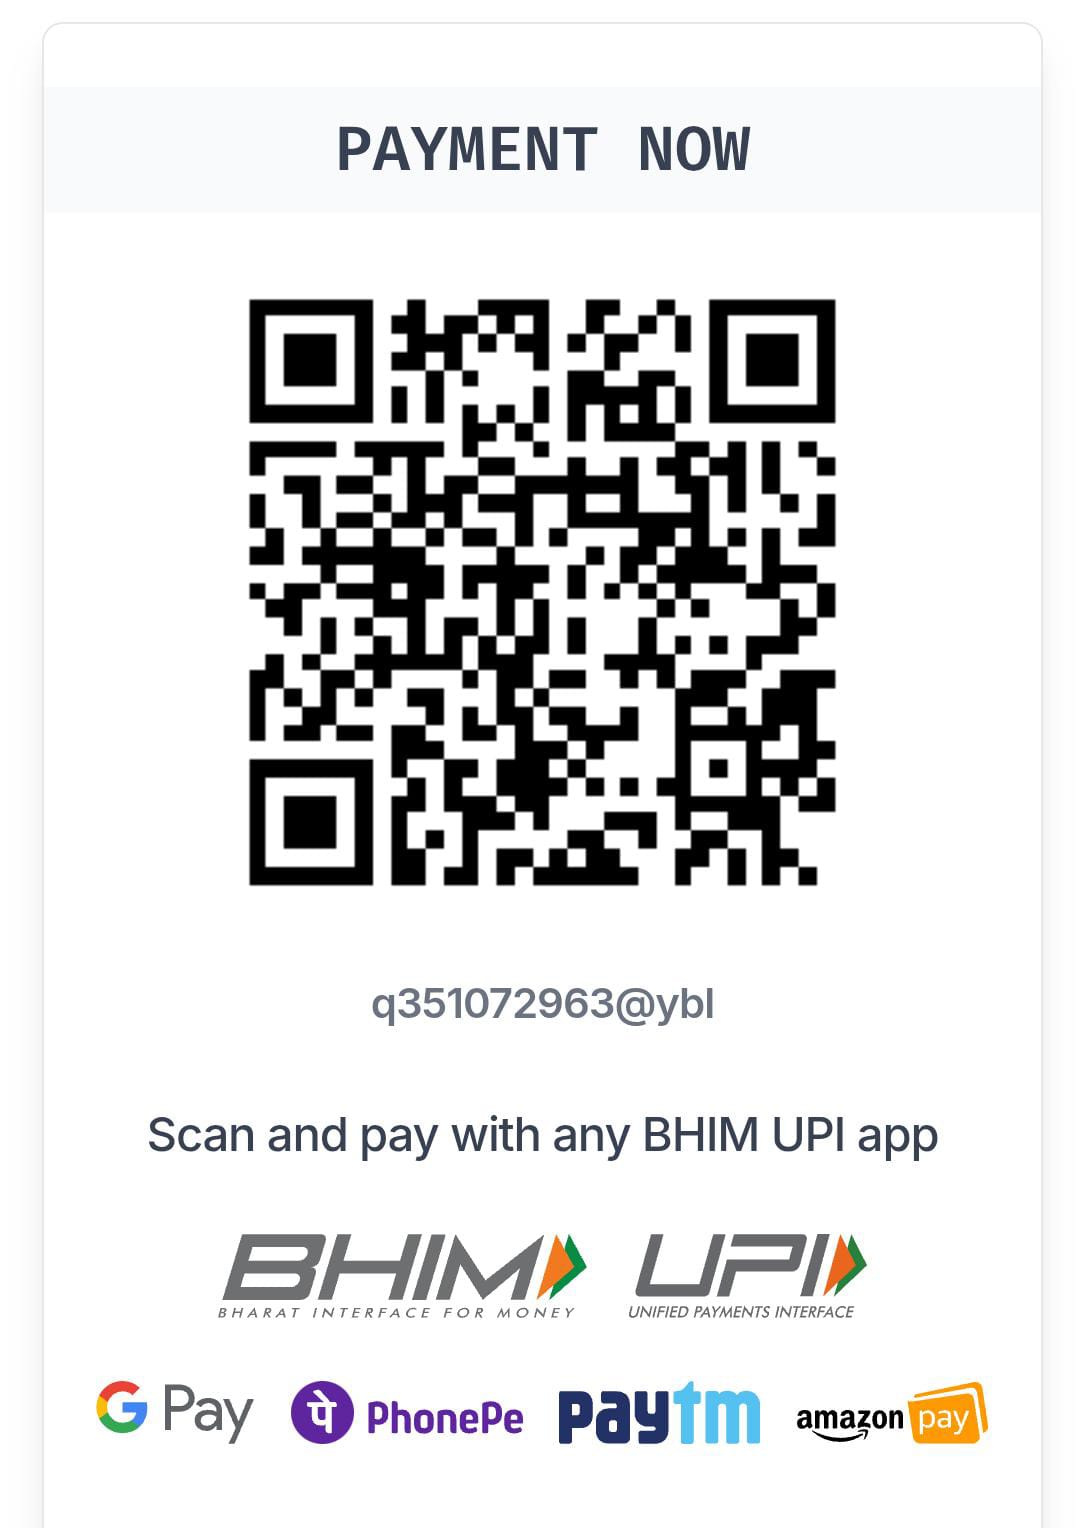 PAYMENT NOW
q351072963@ybl
Scan and pay with any BHIM UPI app
BHIM UPI
BHARAT INTERFACE FOR MONEY UNIFIED PAYMENTS INTERFACE
G Pay पे PhonePe paytm amazon pay